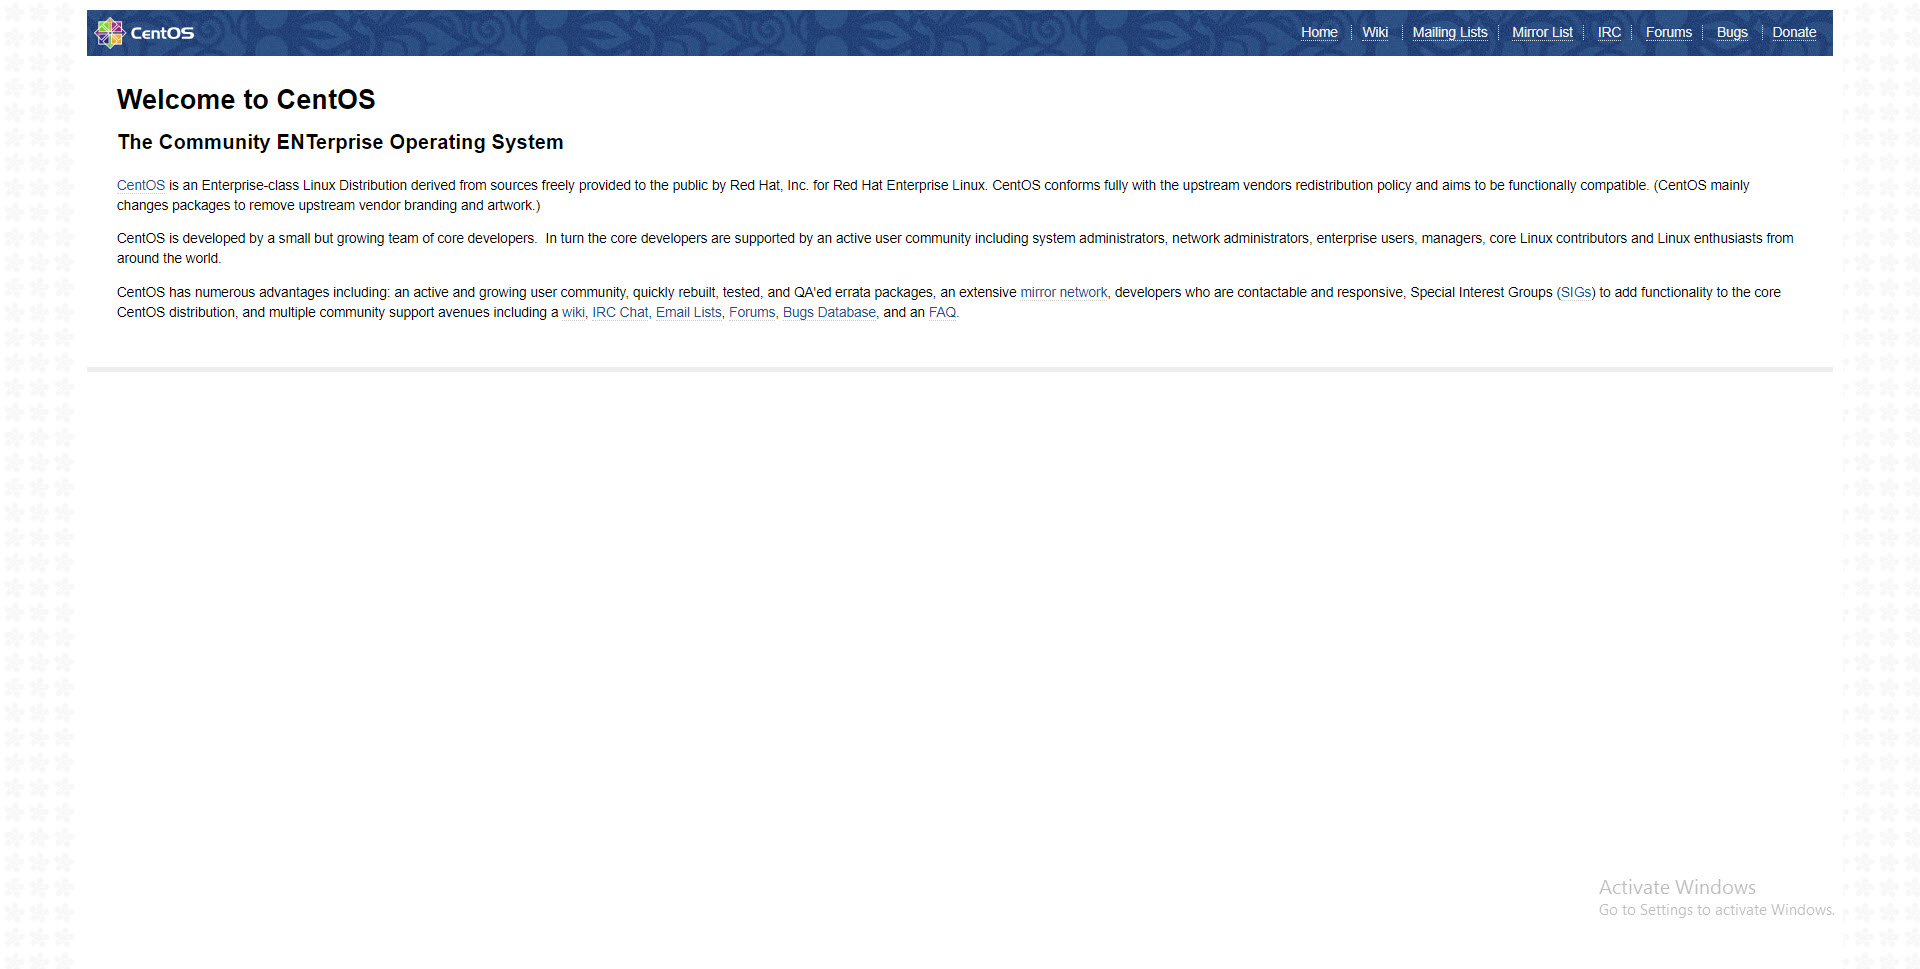 CentOS
Home Wiki Mailing Lists Mirror List IRC Forums Bugs Donate
Welcome to CentOS
The Community ENTerprise Operating System
CentOS is an Enterprise-class Linux Distribution derived from sources freely provided to the public by Red Hat, Inc. for Red Hat Enterprise Linux. CentOS conforms fully with the upstream vendors redistribution policy and aims to be functionally compatible. (CentOS mainly
changes packages to remove upstream vendor branding and artwork.)
CentOS is developed by a small but growing team of core developers.  In turn the core developers are supported by an active user community including system administrators, network administrators, enterprise users, managers, core Linux contributors and Linux enthusiasts from
around the world.
CentOS has numerous advantages including: an active and growing user community, quickly rebuilt, tested, and QA'ed errata packages, an extensive mirror network, developers who are contactable and responsive, Special Interest Groups (SIGs) to add functionality to the core
CentOS distribution, and multiple community support avenues including a wiki, IRC Chat, Email Lists, Forums, Bugs Database, and an FAQ.
Activate Windows
Go to Settings to activate Windows.